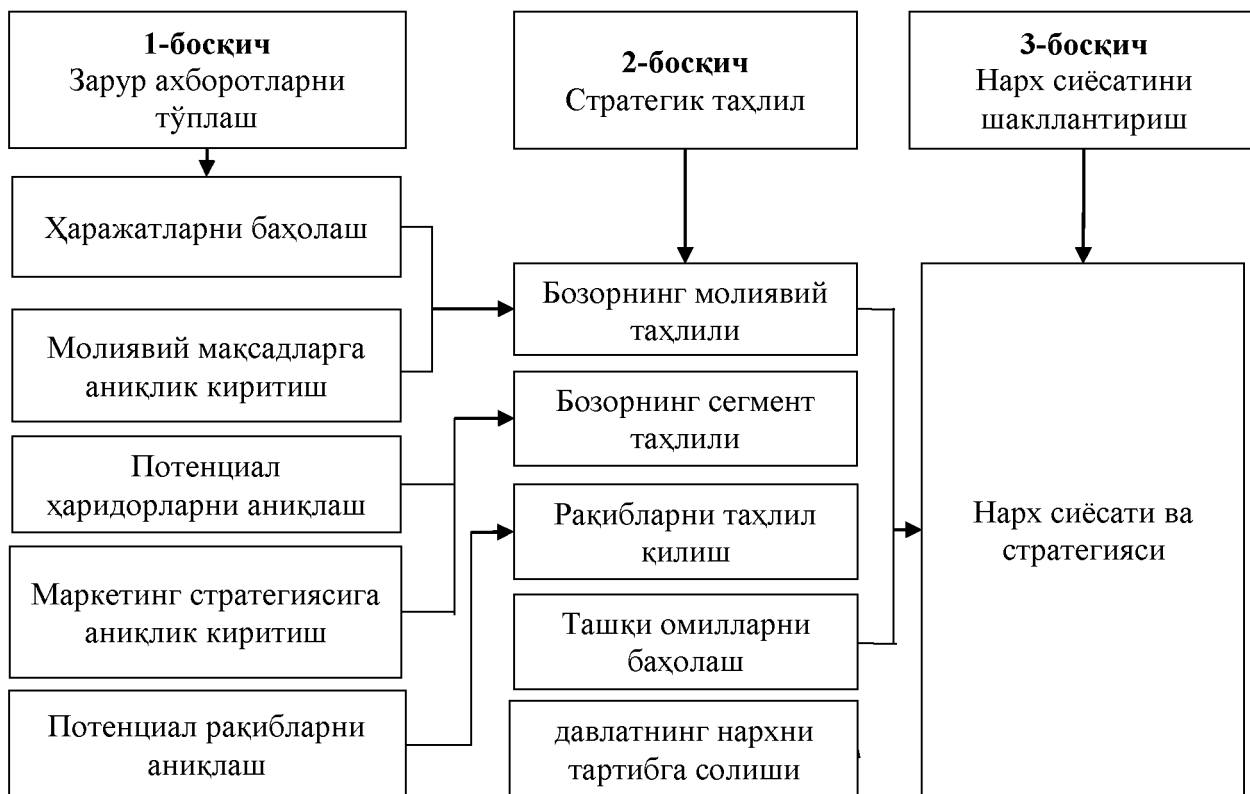 1-босқич
Зарур ахборотларни
тўплаш
2-босқич
Стратегик таҳлил
3-босқич
Нарх сиёсатини
шакллантириш
Ҳаражатларни баҳолаш
Молиявий мақсадларга
аниқлик киритиш
Потенциал
ҳаридорларни аниқлаш
Маркетинг стратегиясига
аниқлик киритиш
Потенциал рақибларни
аниқлаш
Бозорнинг молиявий
таҳлили
Бозорнинг сегмент
таҳлили
Рақибларни таҳлил
қилиш
Ташқи омилларни
баҳолаш
давлатнинг нархни
тартибга солиши
Нарх сиёсати ва
стратегияси